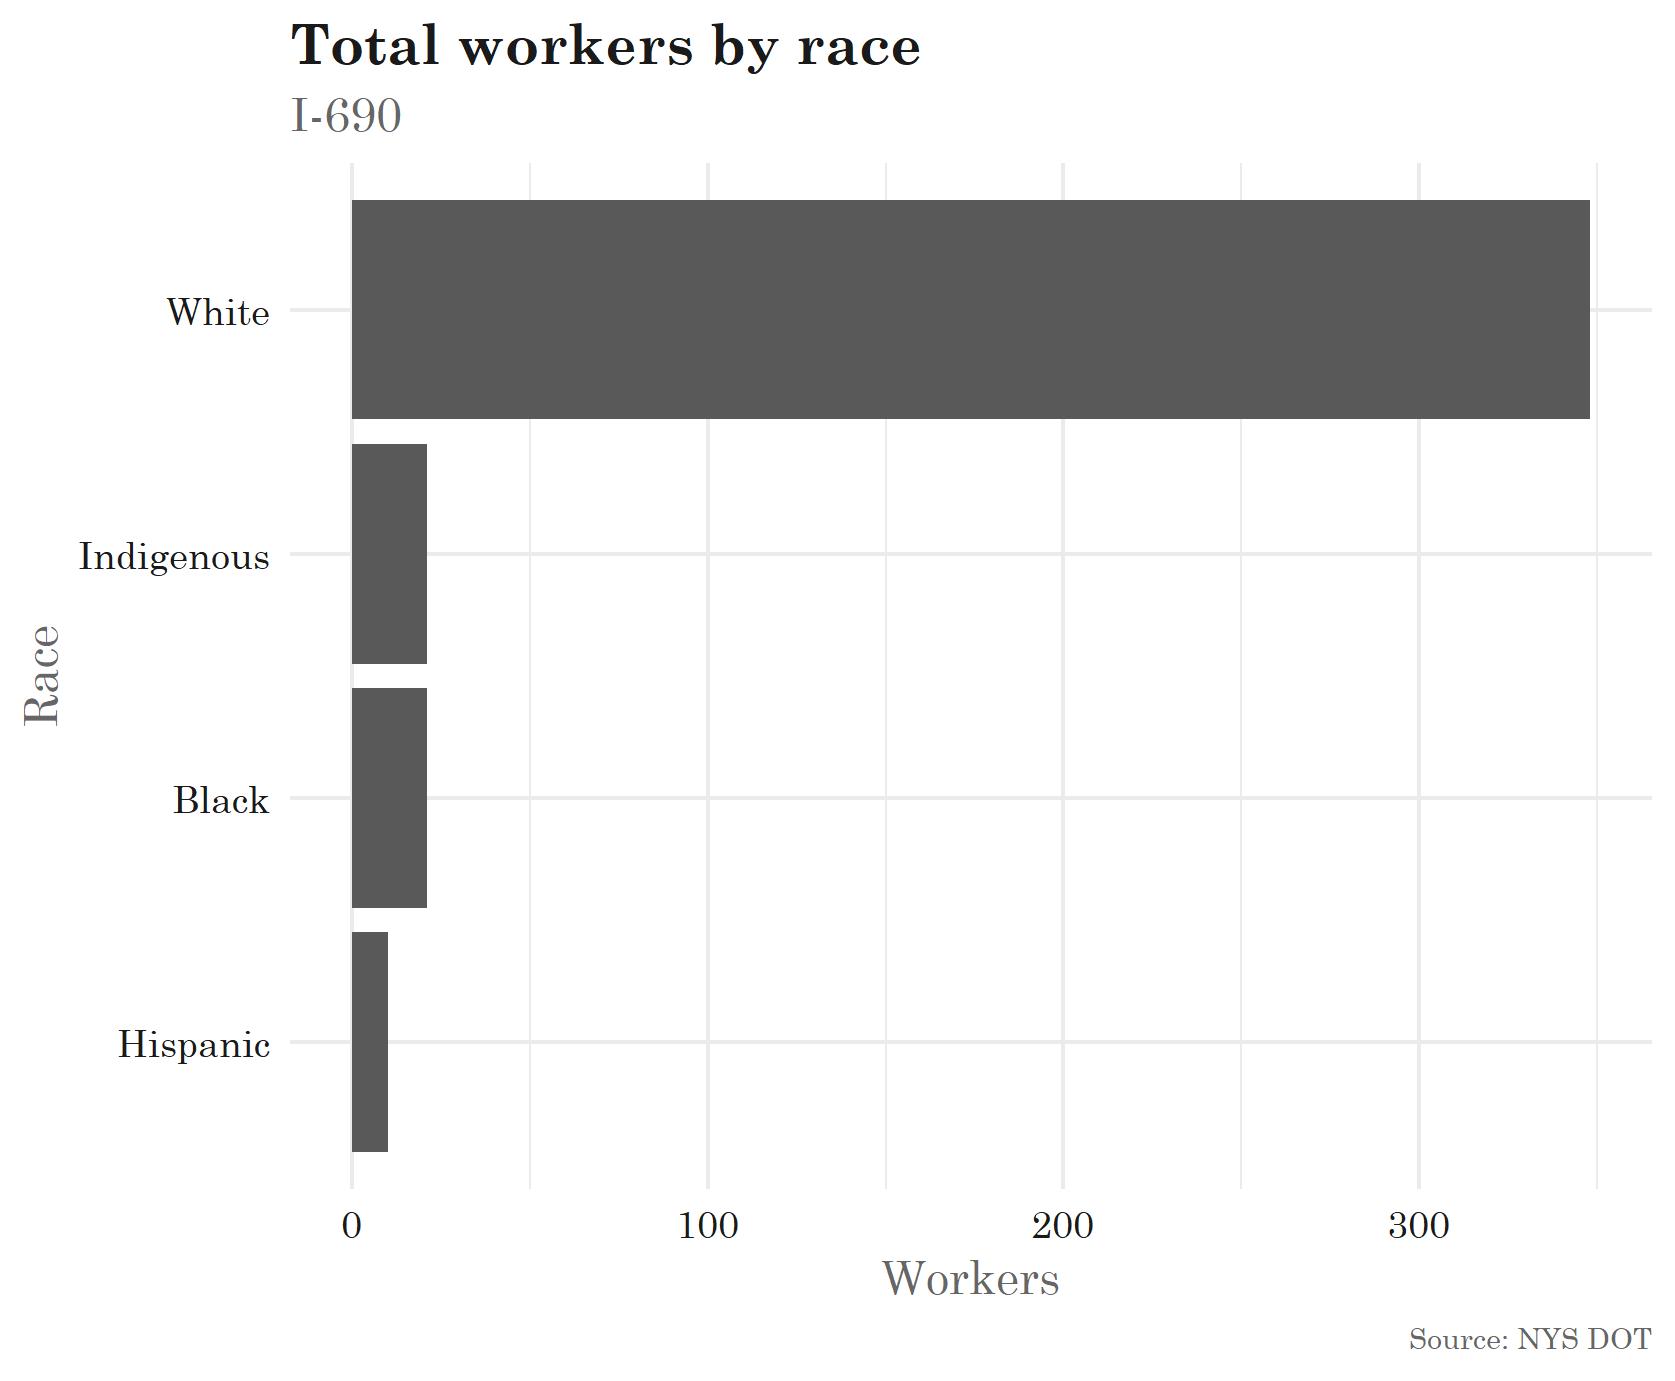 Total workers by race
I-690
White
Indigenous
Black
Hispanic
Race
0 100 200 300
Workers
Source: NYS DOT